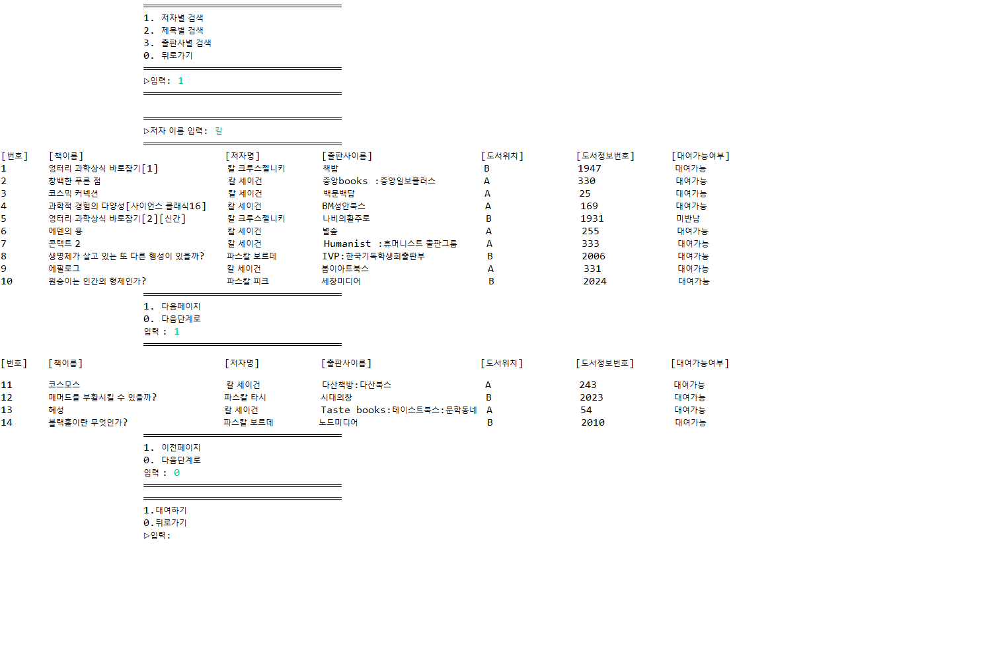 1. 저자별 검색
2. 제목별 검색
3. 출판사별 검색
0. 뒤로가기
▷입력: 1
▷저자 이름 입력: 칼
[번호] [책이름] [저자명] [출판사이름] [도서위치] [도서정보번호] [대여가능여부]
1 엉터리 과학상식 바로잡기[1] 칼 크루스젤니키 책밥 B 1947 대여가능
2 창백한 푸른 점 칼 세이건 중앙books :중앙일보플러스 A 330 대여가능
3 코스믹 커넥션 칼 세이건 백문백답 A 25 대여가능
4 과학적 경험의 다양성[사이언스 클래식16] 칼 세이건 BM성안북스 A 169 대여가능
5 엉터리 과학상식 바로잡기[2][신간] 칼 크루스젤니키 나비의활주로 B 1931 미반납
6 에덴의 용 칼 세이건 별숲 A 255 대여가능
7 콘택트 2 칼 세이건 Humanist :휴머니스트 출판그룹 A 333 대여가능
8 생명체가 살고 있는 또 다른 행성이 있을까? 파스칼 보르데 IVP:한국기독학생회출판부 B 2006 대여가능
9 에필로그 칼 세이건 봄이아트북스 A 331 대여가능
10 원숭이는 인간의 형제인가? 파스칼 피크 세창미디어 B 2024 대여가능
1. 다음페이지
0. 다음단계로
입력 : 1
[번호] [책이름] [저자명] [출판사이름] [도서위치] [도서정보번호] [대여가능여부]
11 코스모스 칼 세이건 다산책방:다산북스 A 243 대여가능
12 매머드를 부활시킬 수 있을까? 파스칼 타시 시대의창 B 2023 대여가능
13 혜성 칼 세이건 Taste books:테이스트북스:문학동네 A 54 대여가능
14 블랙홀이란 무엇인가? 파스칼 보르데 노드미디어 B 2010 대여가능
1. 이전페이지
0. 다음단계로
입력 : 0
1.대여하기
0.뒤로가기
▷입력: